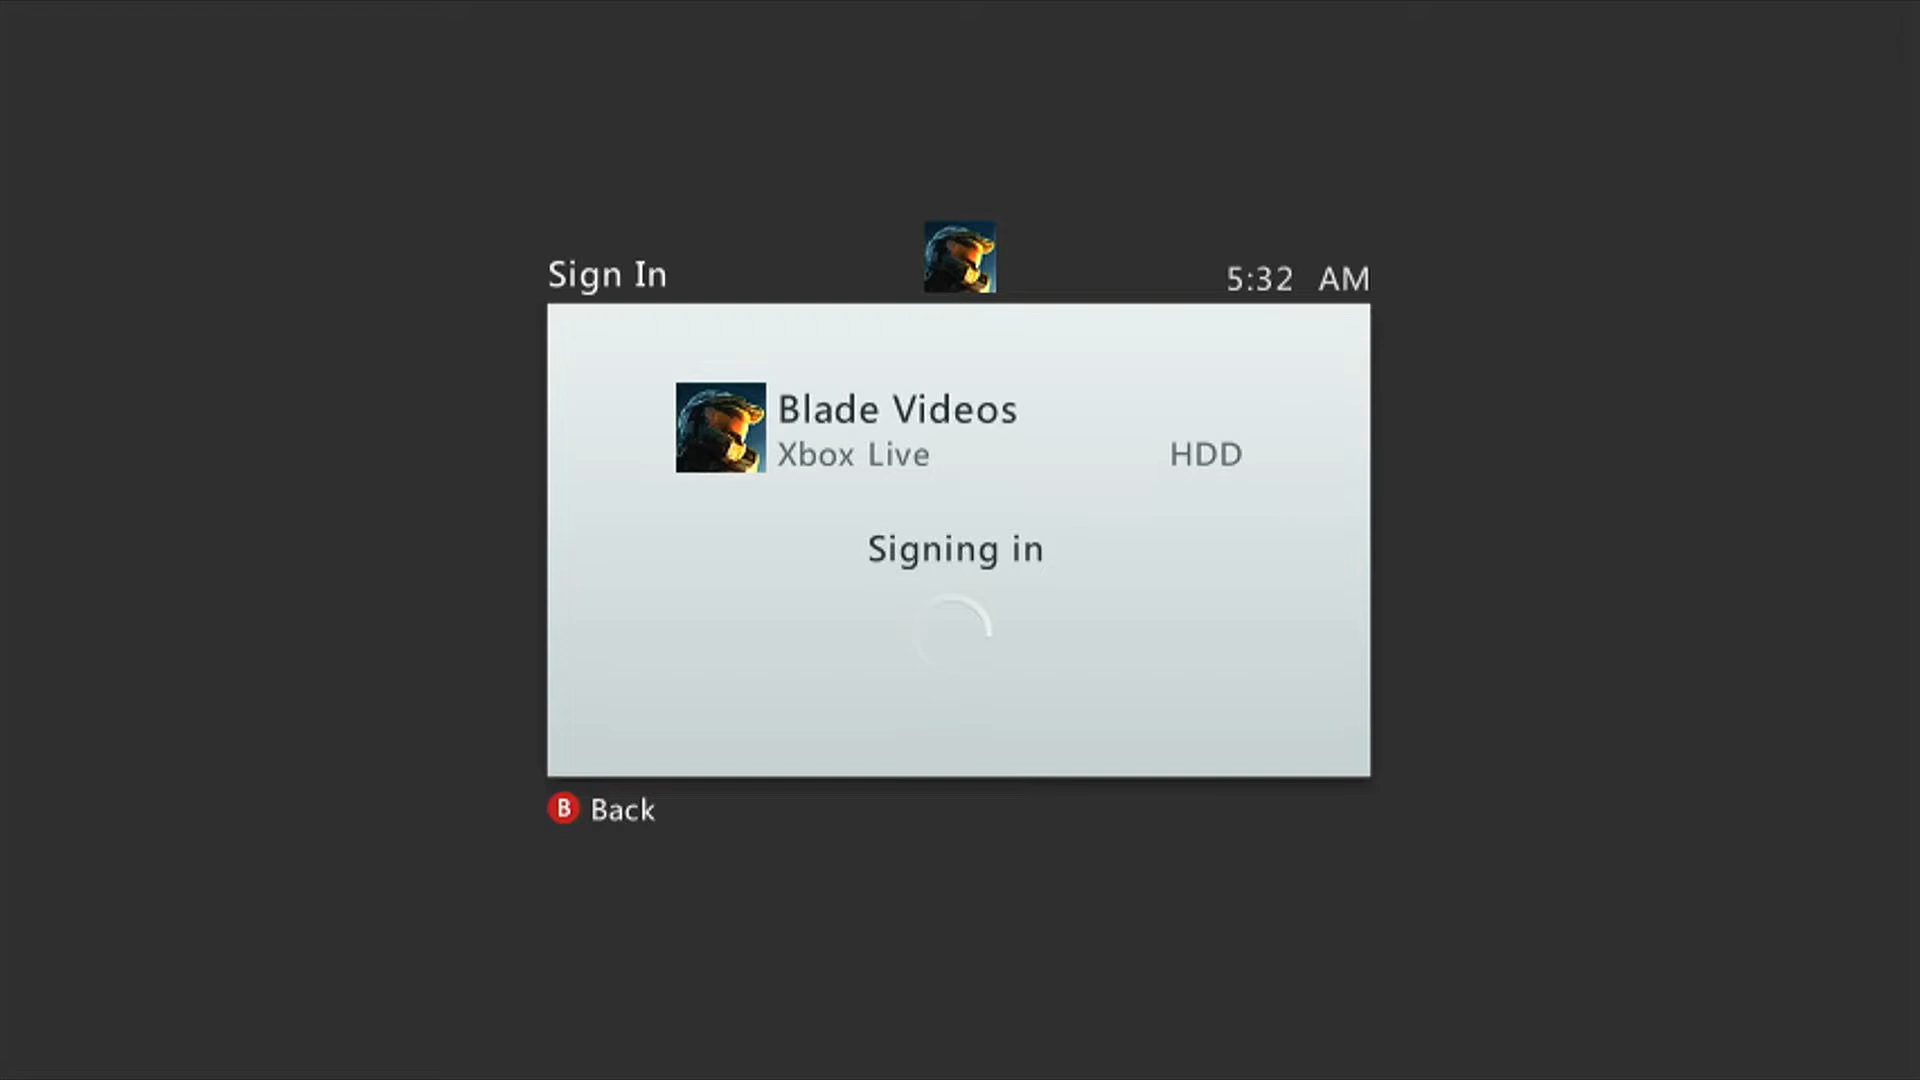 Sign In
5:32 AM
Blade Videos
Xbox Live
HDD
Signing in
B Back